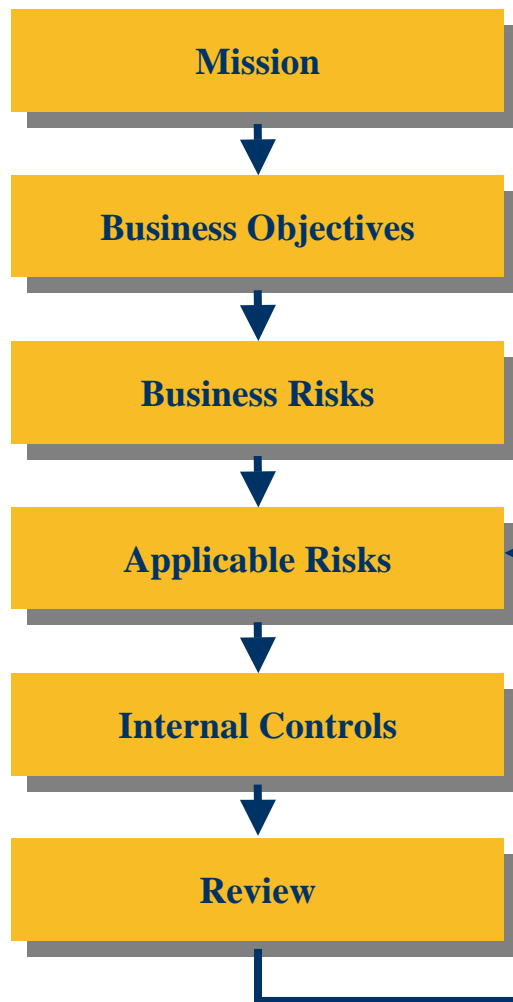 Mission
Business Objectives
Business Risks
Applicable Risks
Internal Controls
Review